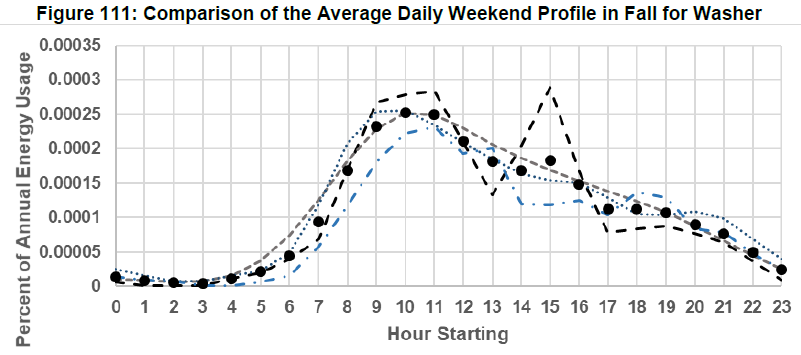 Figure 111: Comparison of the Average Daily Weekend Profile in Fall for Washer
Percent of Annual Energy Usage
0.00035
0.0003
0.00025
0.0002
0.00015
0.0001
0.00005
0
0 1 2 3 4 5 6 7 8 9 10 11 12 13 14 15 16 17 18 19 20 21 22 23
Hour Starting